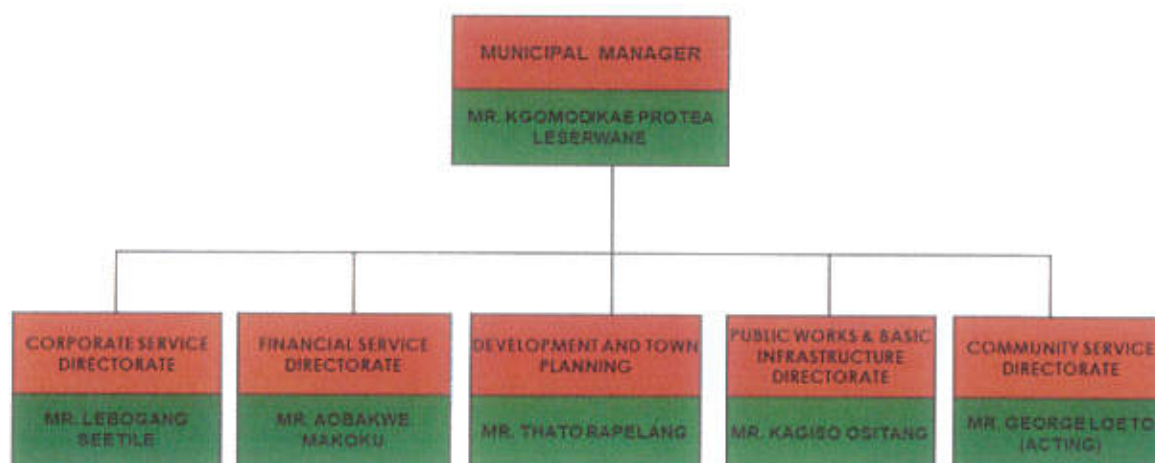 MUNICIPAL MANAGER
MR. KGOMODIKAE PROTEA
LESERWANE
CORPORATE SERVICE
DIRECTORATE
MR. LEBOGANG
SEETILE
FINANCIAL SERVICE
DIRECTORATE
MR. AOBAKWE
MAKOKU
DEVELOPMENT AND TOWN
PLANNING
MR. THATO RAPELANG
PUBLIC WORKS & BASIC
INFRASTRUCTURE
DIRECTORATE
MR. KAGISO OSITANG
COMMUNITY SERVICE
DIRECTORATE
MR. GEORGE LOETO
(ACTING)